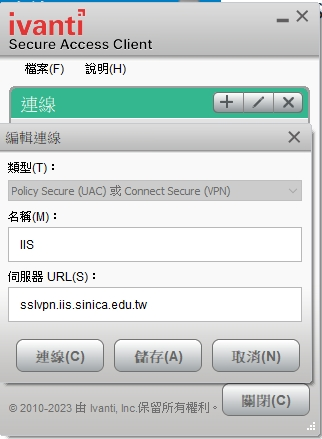 ivanti
Secure Access Client
檔案(F) 說明(H)
連線
編輯連線
類型(T)：
Policy Secure (UAC) 或 Connect Secure (VPN)
名稱(M)：
IIS
伺服器 URL(S)：
sslvpn.iis.sinica.edu.tw
連線(C) 儲存(A) 取消(N)
© 2010-2023 由 Ivanti, Inc.保留所有權利。
關閉(C)